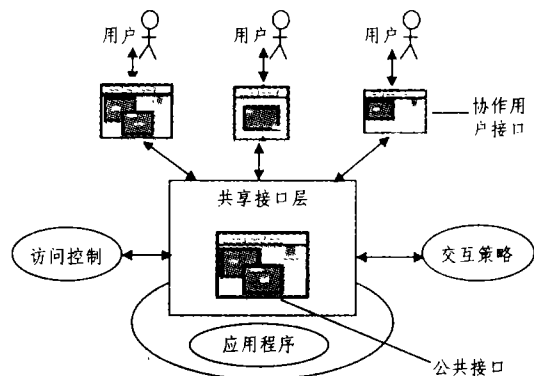 用户
用户
用户
协作用
户接口
共享接口层
访问控制
交互策略
应用程序
公共接口